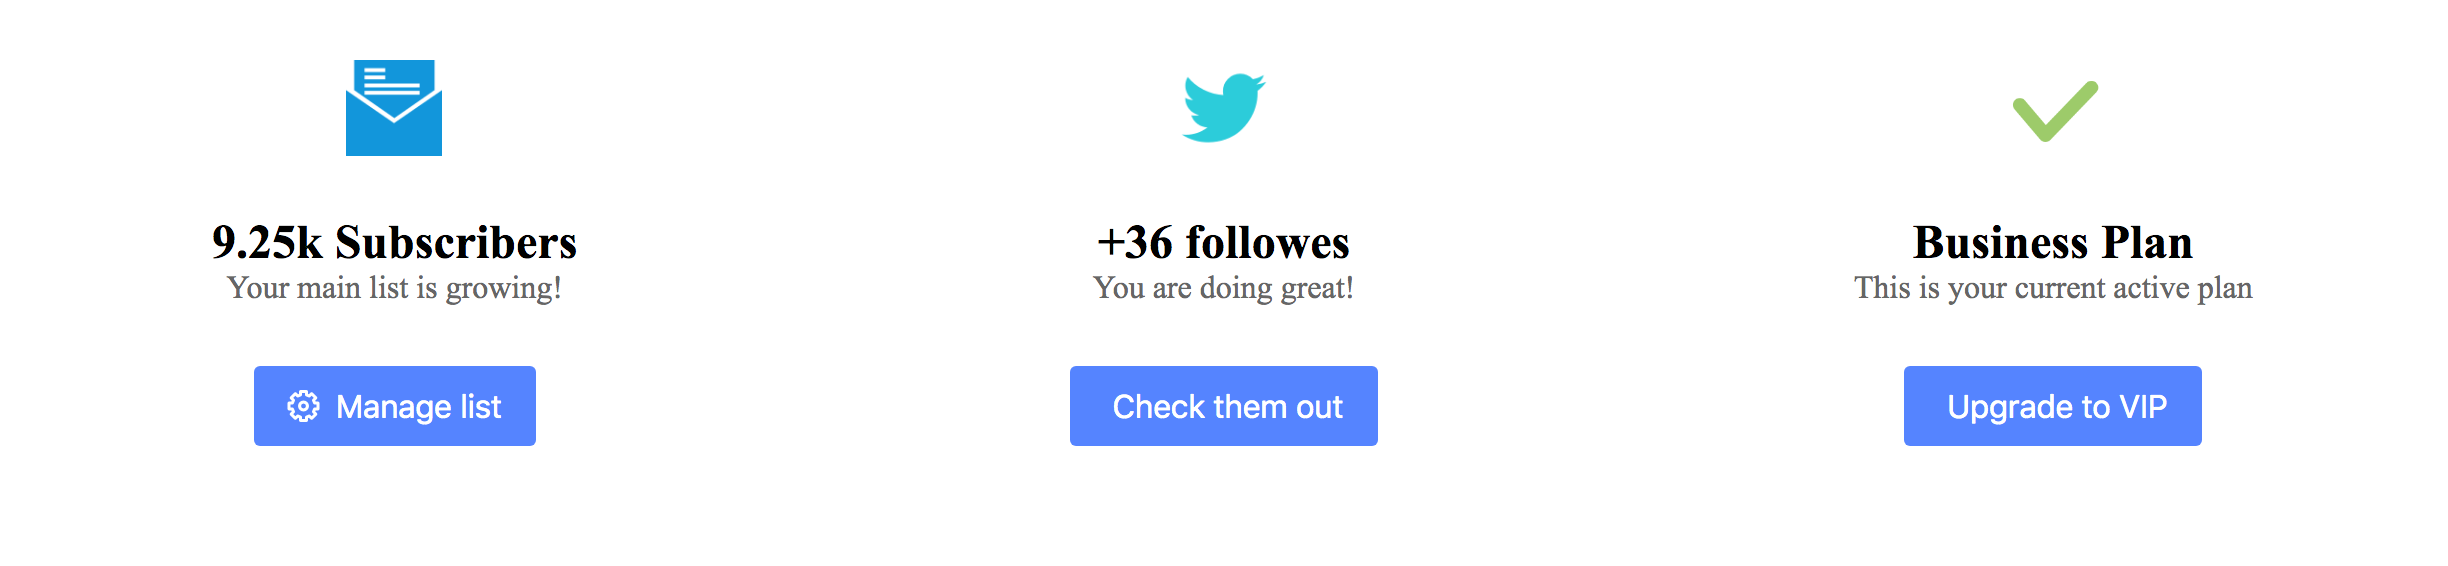 9.25k Subscribers
Your main list is growing!
Manage list
+36 followes
You are doing great!
Check them out
Business Plan
This is your current active plan
Upgrade to VIP